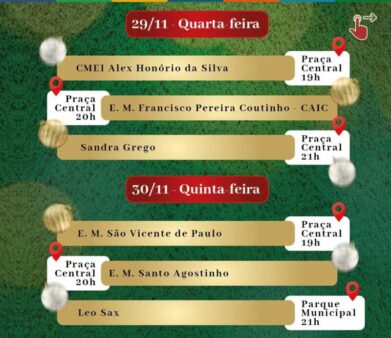 29/11 - Quarta-feira
CMEI Alex Honório da Silva
Praça
Central
19h
Praça
Central
20h
E. M. Francisco Pereira Coutinho - CAIC
Sandra Grego
Praça
Central
21h
30/11 - Quinta-feira
E. M. São Vicente de Paulo
Praça
Central
19h
Praça
Central
20h
E. M. Santo Agostinho
Leo Sax
Parque
Municipal
21h